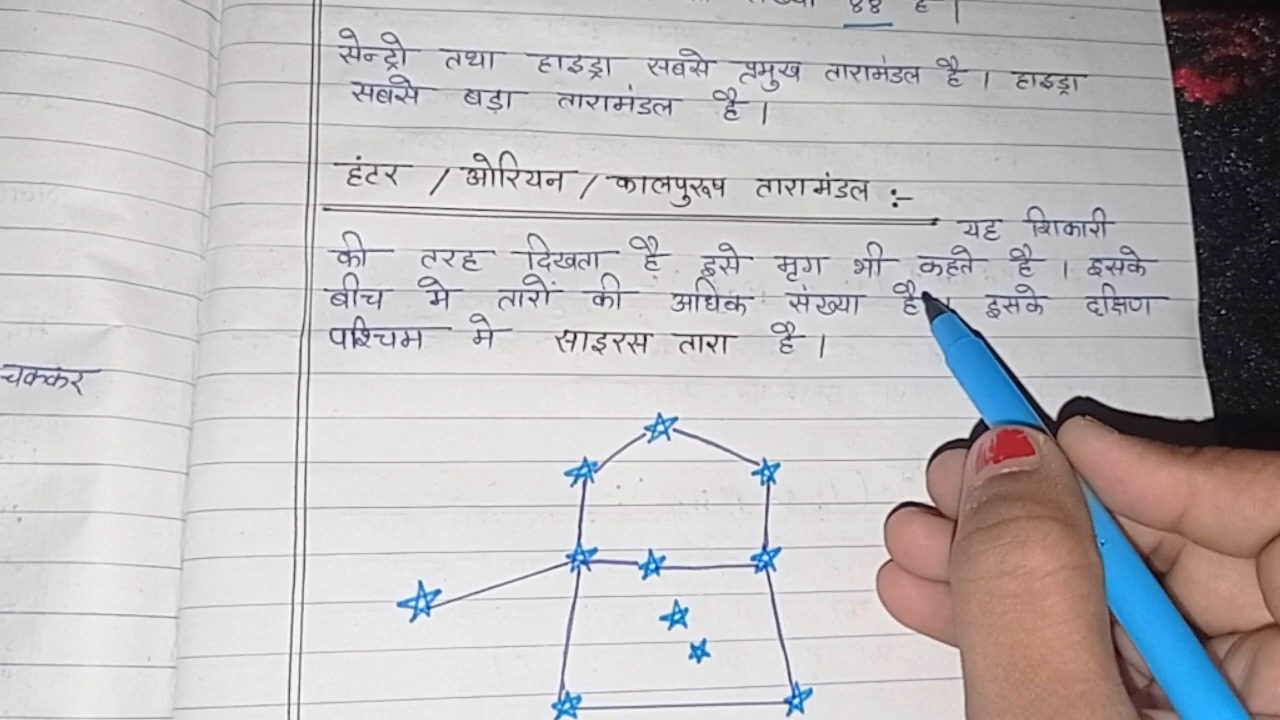 संख्या 88 है।
सेन्ट्रो तथा हाइड्रा सबसे प्रमुख तारामंडल है। हाइड्रा
सबसे बड़ा तारामंडल है।
हंटर / ओरियन / कालपुरूष तारामंडल :-
यह शिकारी
की तरह दिखता है इसे मृग भी कहते है। इसके
बीच मे तारों की अधिक संख्या है। इसके दक्षिण
पश्चिम मे साइरस तारा है।
चक्कर